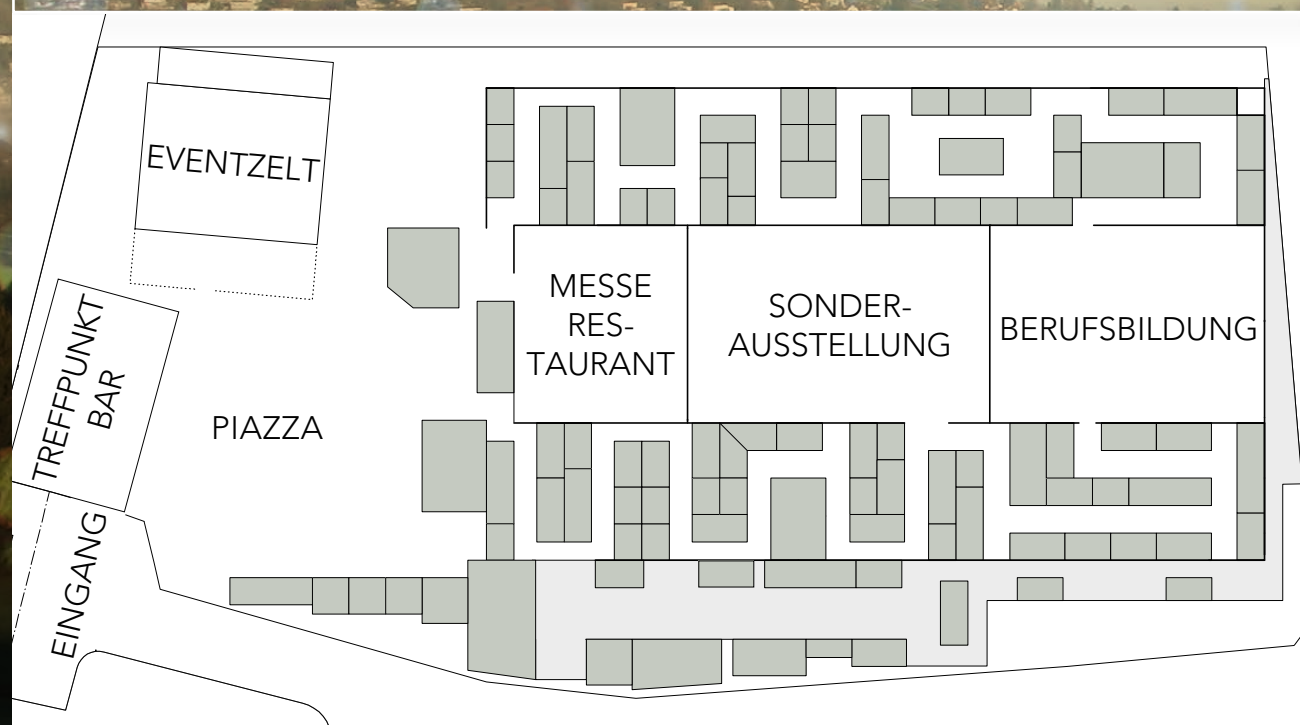 EVENTZELT
MESSE
RES-
TAURANT
SONDER-
AUSSTELLUNG
BERUFSBILDUNG
TREFFPUNKT
BAR
PIAZZA
EINGANG